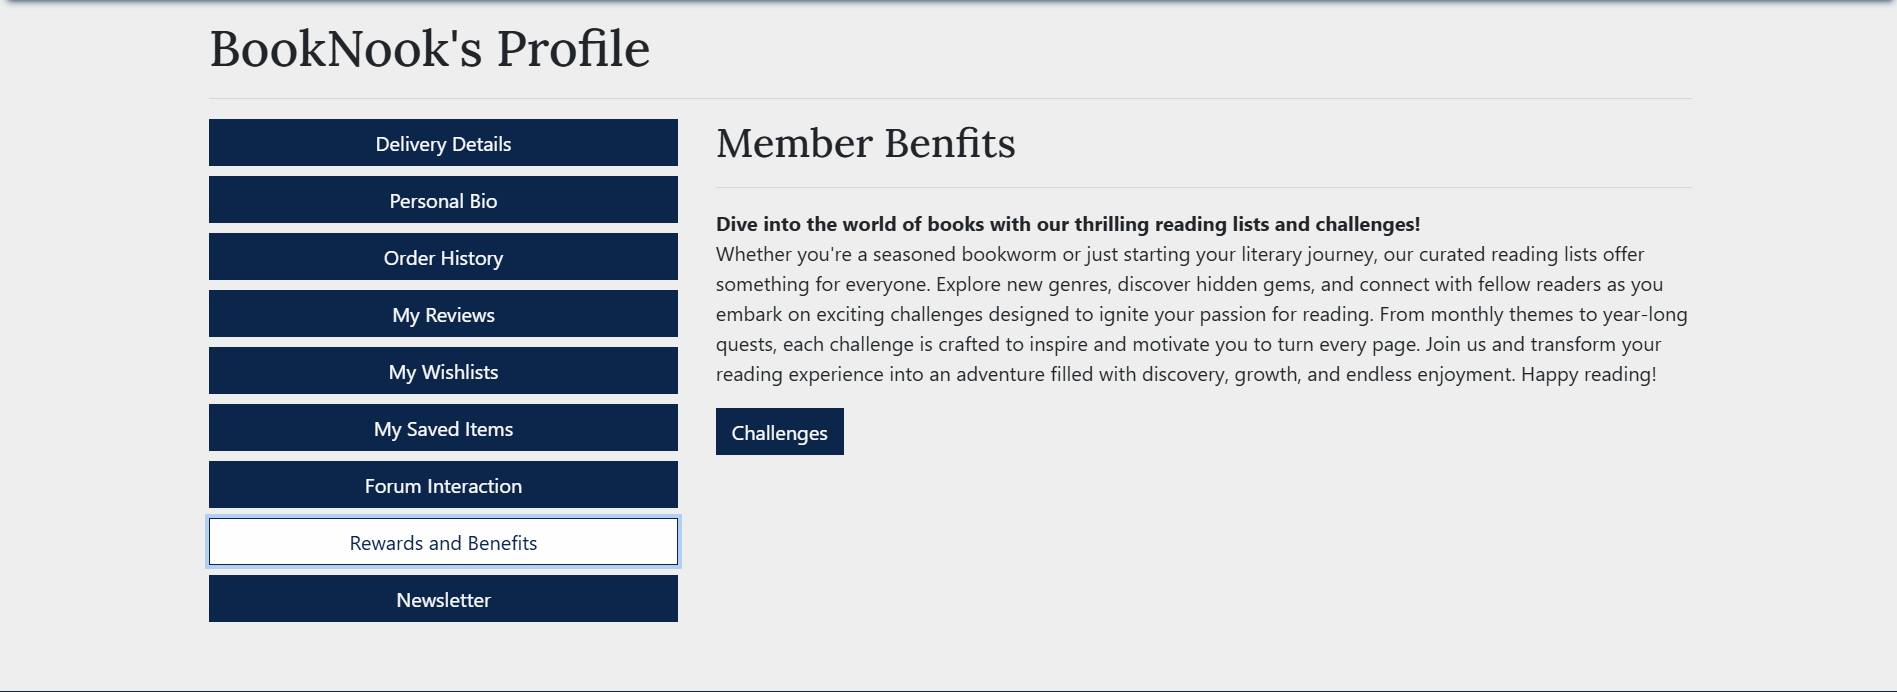 BookNook's Profile
Delivery Details
Personal Bio
Order History
My Reviews
My Wishlists
My Saved Items
Forum Interaction
Rewards and Benefits
Newsletter
Member Benfits
Dive into the world of books with our thrilling reading lists and challenges!
Whether you're a seasoned bookworm or just starting your literary journey, our curated reading lists offer
something for everyone. Explore new genres, discover hidden gems, and connect with fellow readers as you
embark on exciting challenges designed to ignite your passion for reading. From monthly themes to year-long
quests, each challenge is crafted to inspire and motivate you to turn every page. Join us and transform your
reading experience into an adventure filled with discovery, growth, and endless enjoyment. Happy reading!
Challenges